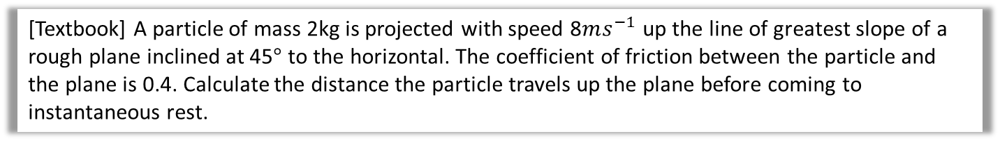 [Textbook] A particle of mass 2kg is projected with speed 8ms⁻¹ up the line of greatest slope of a
rough plane inclined at 45° to the horizontal. The coefficient of friction between the particle and
the plane is 0.4. Calculate the distance the particle travels up the plane before coming to
instantaneous rest.